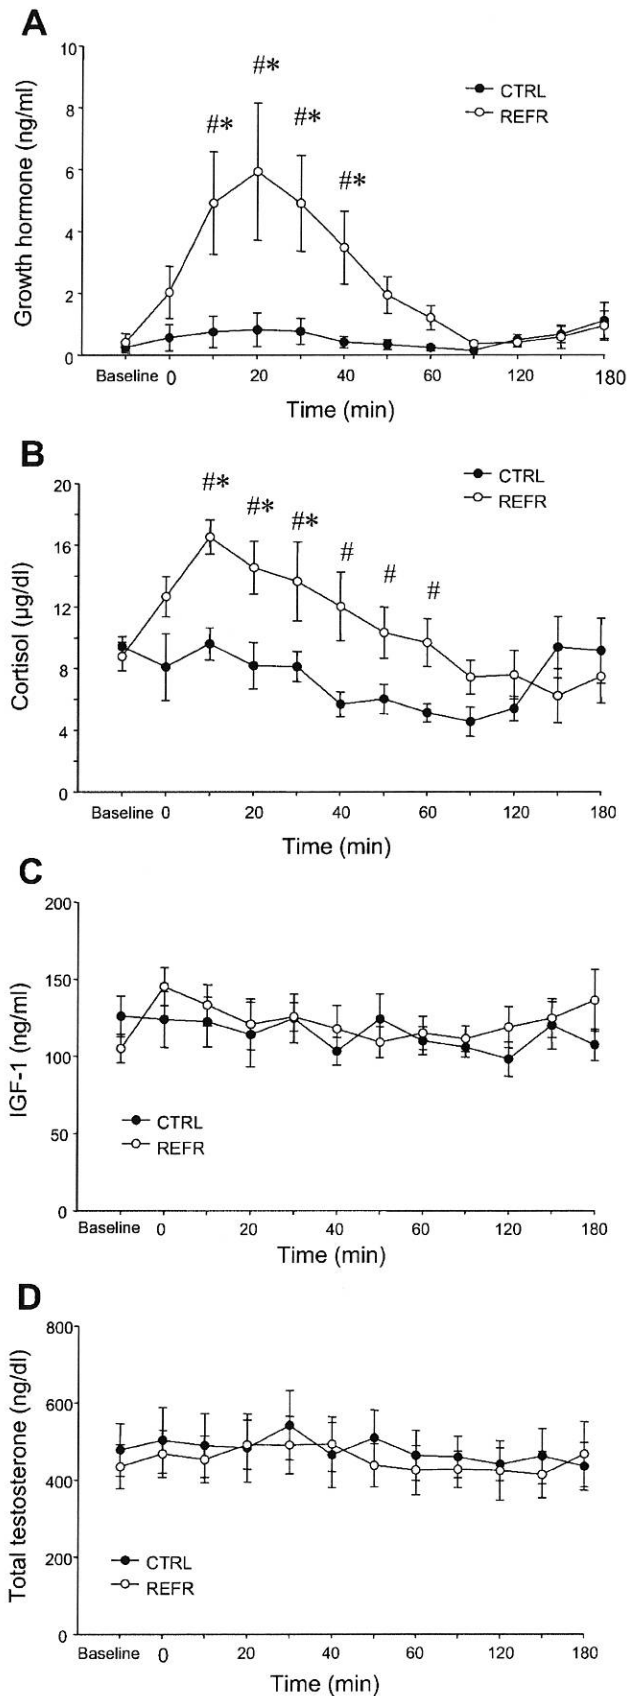 A
10
8
6
4
2
0
Growth hormone (ng/ml)
#*
#*
#*
#*
CTRL
REFR
Baseline 0 20 40 60 120 180
Time (min)
B
20
16
12
8
4
0
Cortisol (µg/dl)
#*
#*
#*
#
#
#
CTRL
REFR
Baseline 0 20 40 60 120 180
Time (min)
C
200
150
100
50
0
IGF-1 (ng/ml)
CTRL
REFR
Baseline 0 20 40 60 120 180
Time (min)
D
800
600
400
200
0
Total testosterone (ng/dl)
CTRL
REFR
Baseline 0 20 40 60 120 180
Time (min)